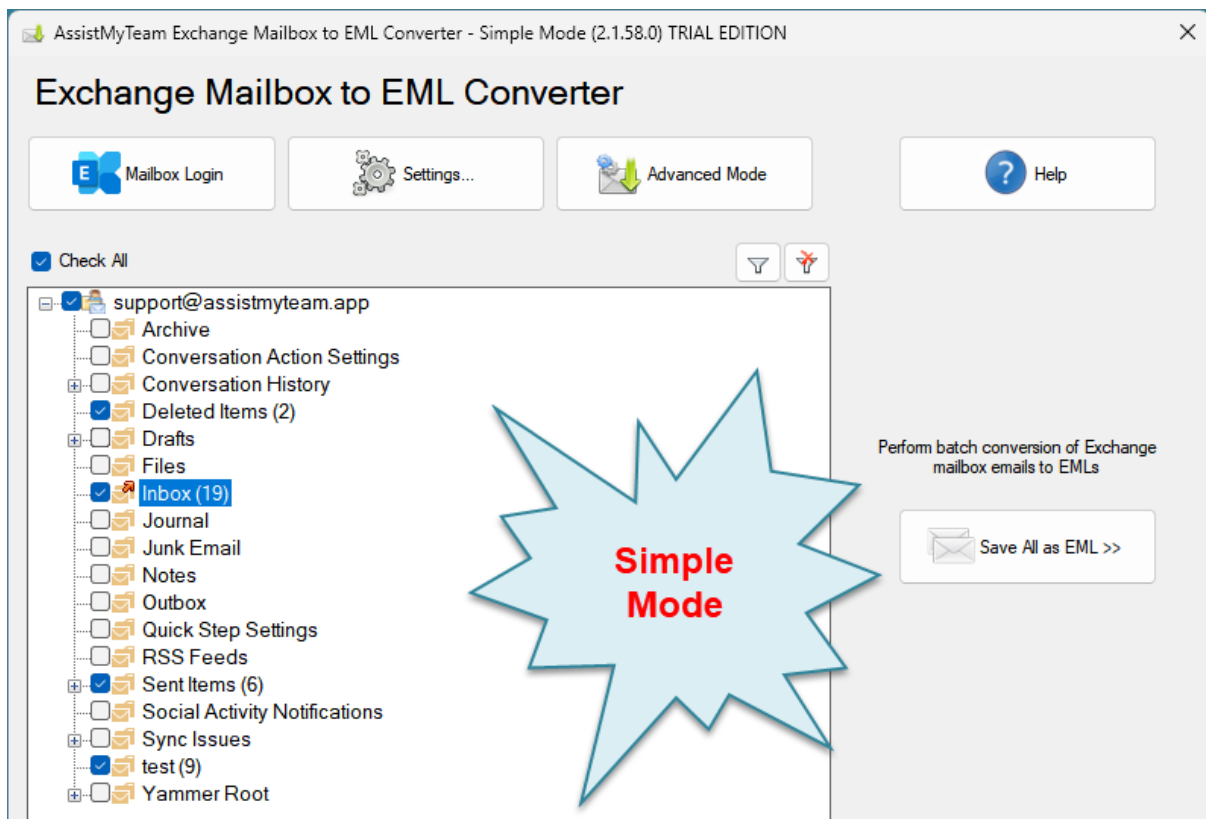 AssistMyTeam Exchange Mailbox to EML Converter - Simple Mode (2.1.58.0) TRIAL EDITION
Exchange Mailbox to EML Converter
Mailbox Login
Settings...
Advanced Mode
Help
Check All
support@assistmyteam.app
Archive
Conversation Action Settings
Conversation History
Deleted Items (2)
Drafts
Files
Inbox (19)
Journal
Junk Email
Notes
Outbox
Quick Step Settings
RSS Feeds
Sent Items (6)
Social Activity Notifications
Sync Issues
test (9)
Yammer Root
Simple
Mode
Perform batch conversion of Exchange
mailbox emails to EMLs
Save All as EML >>